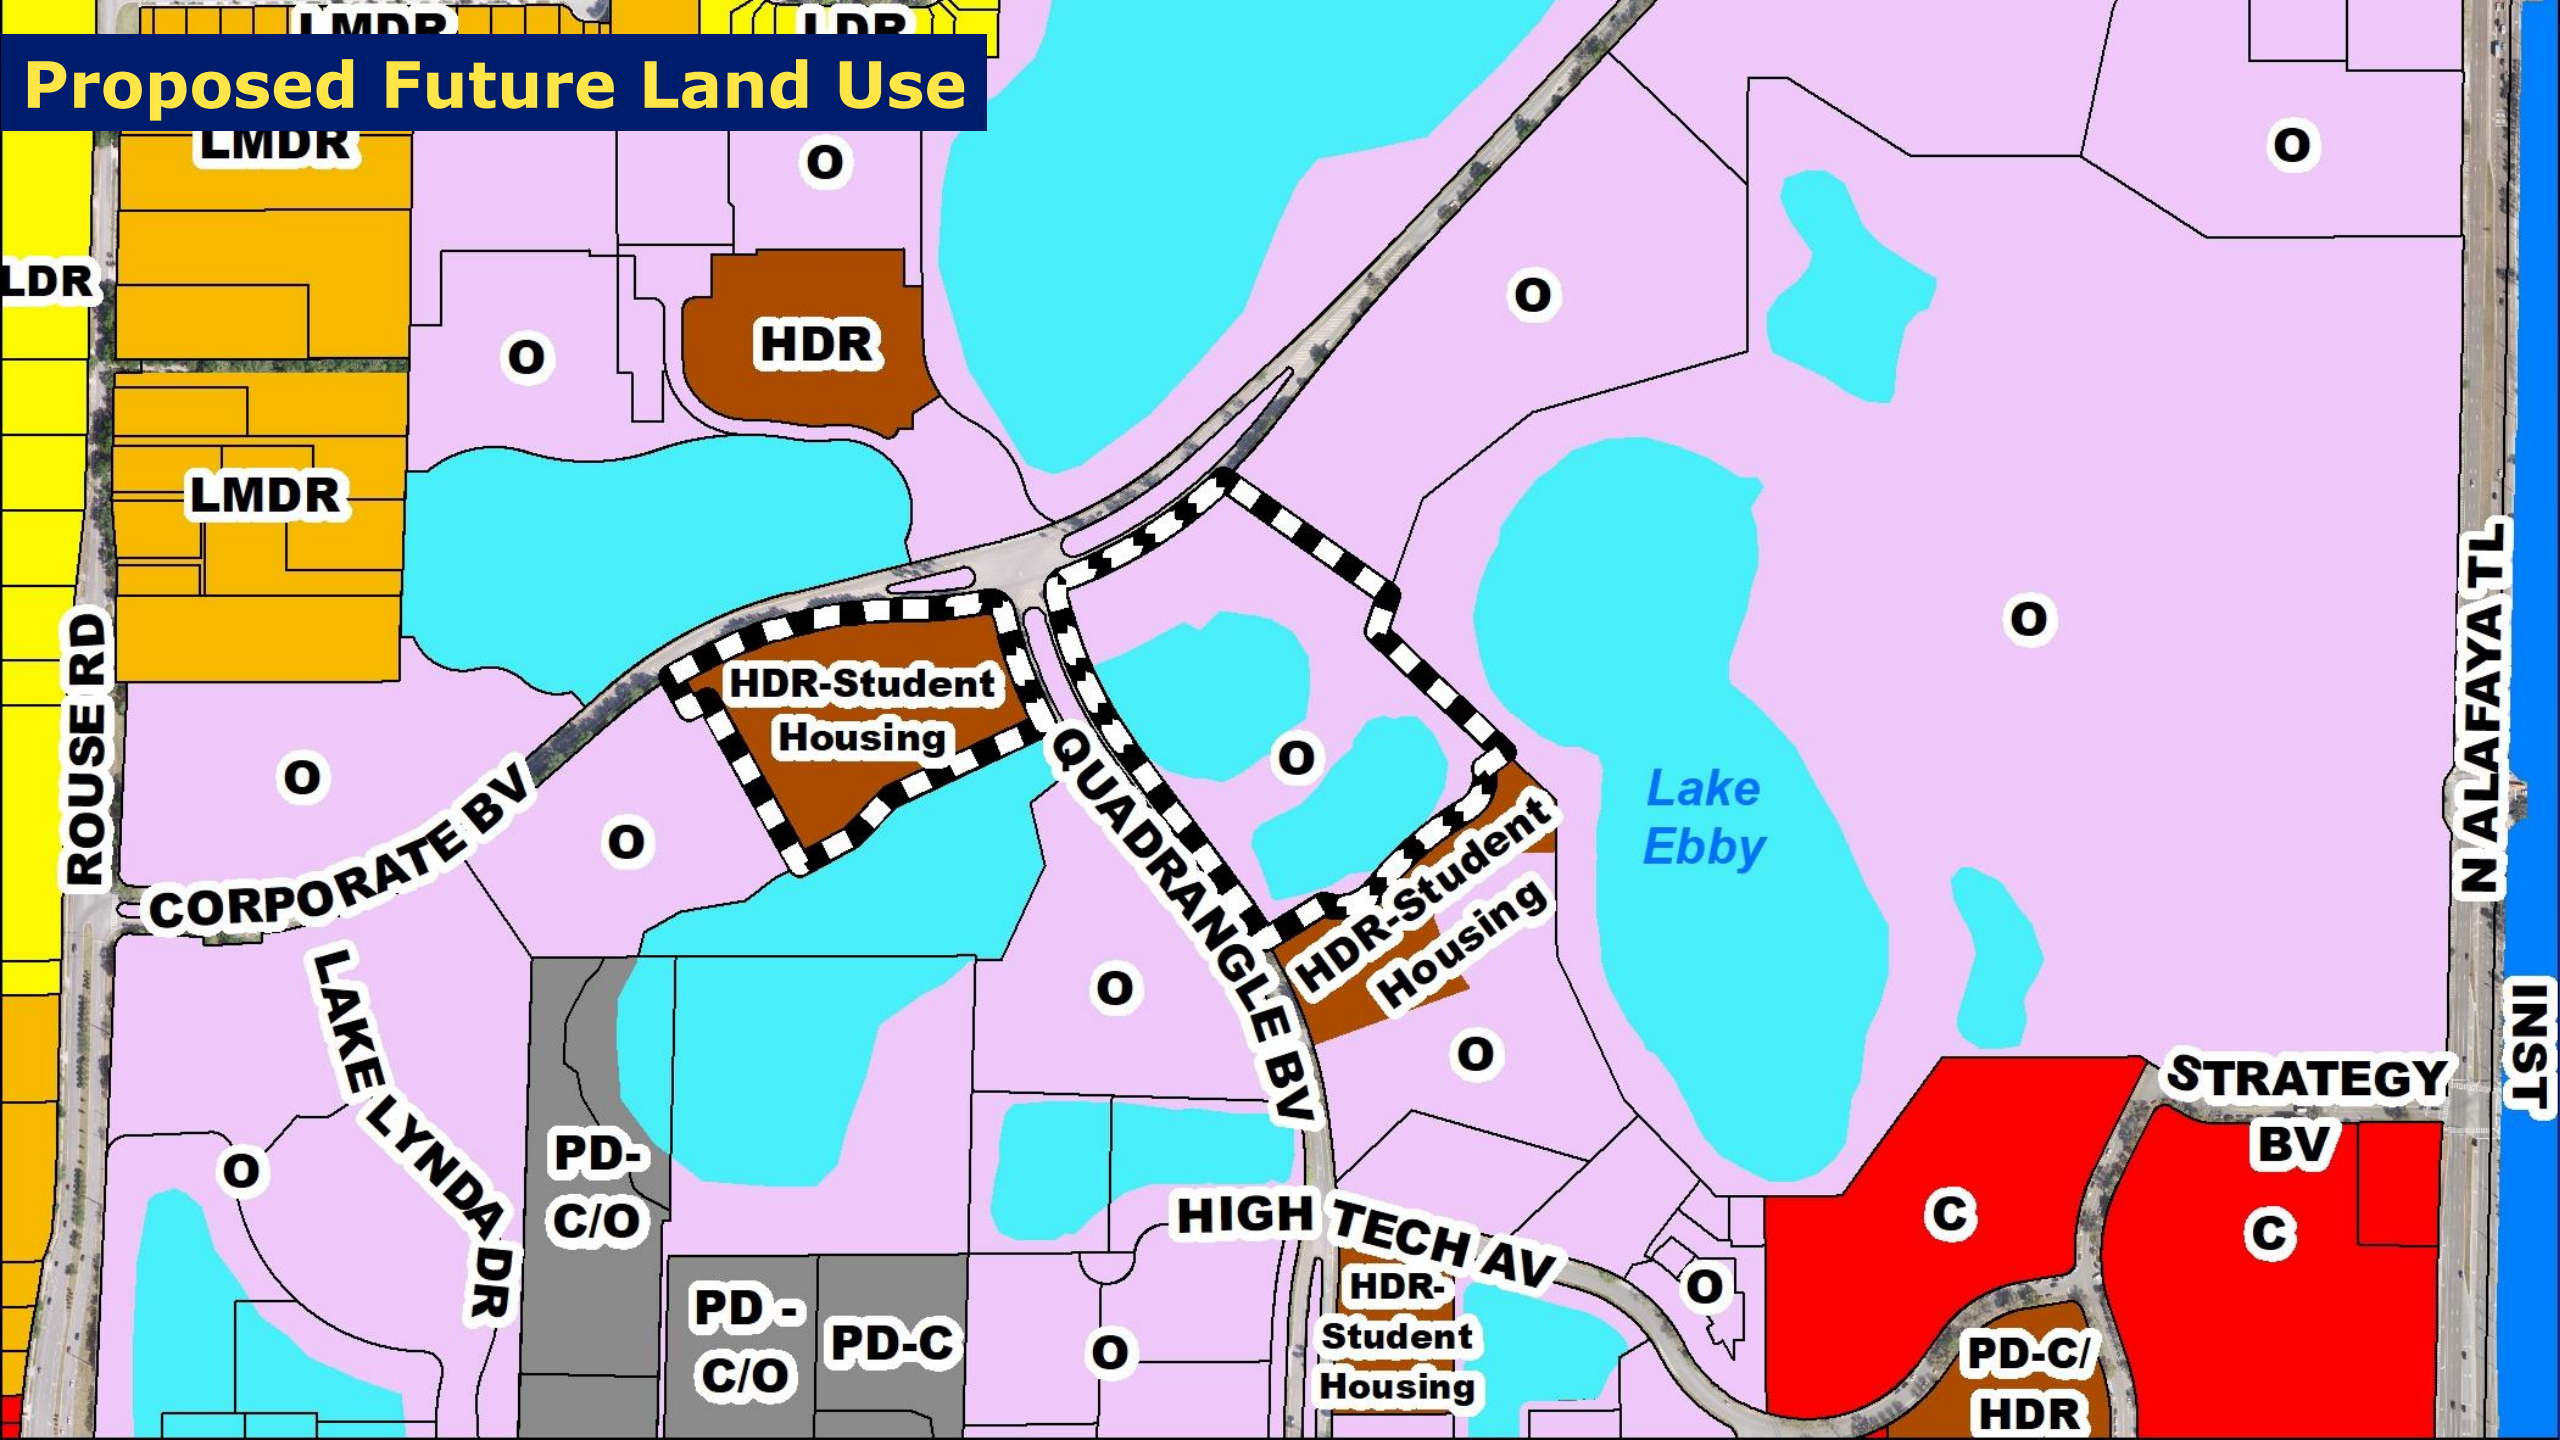 LMDR
LDR
Proposed Future Land Use
LMDR
O
O
LDR
O
HDR
O
LMDR
O
ROUSE RD
N ALAFAYA TL
HDR-Student
Housing
O
O
O
QUADRANGLE BV
Lake
Ebby
CORPORATE BV
HDR-Student
Housing
LAKE LYNDA DR
O
O
INST
STRATEGY
BV
O
PD-
C/O
HIGH TECH AV
C
C
O
HDR-
Student
Housing
PD -
C/O
PD-C
O
PD-C/
HDR